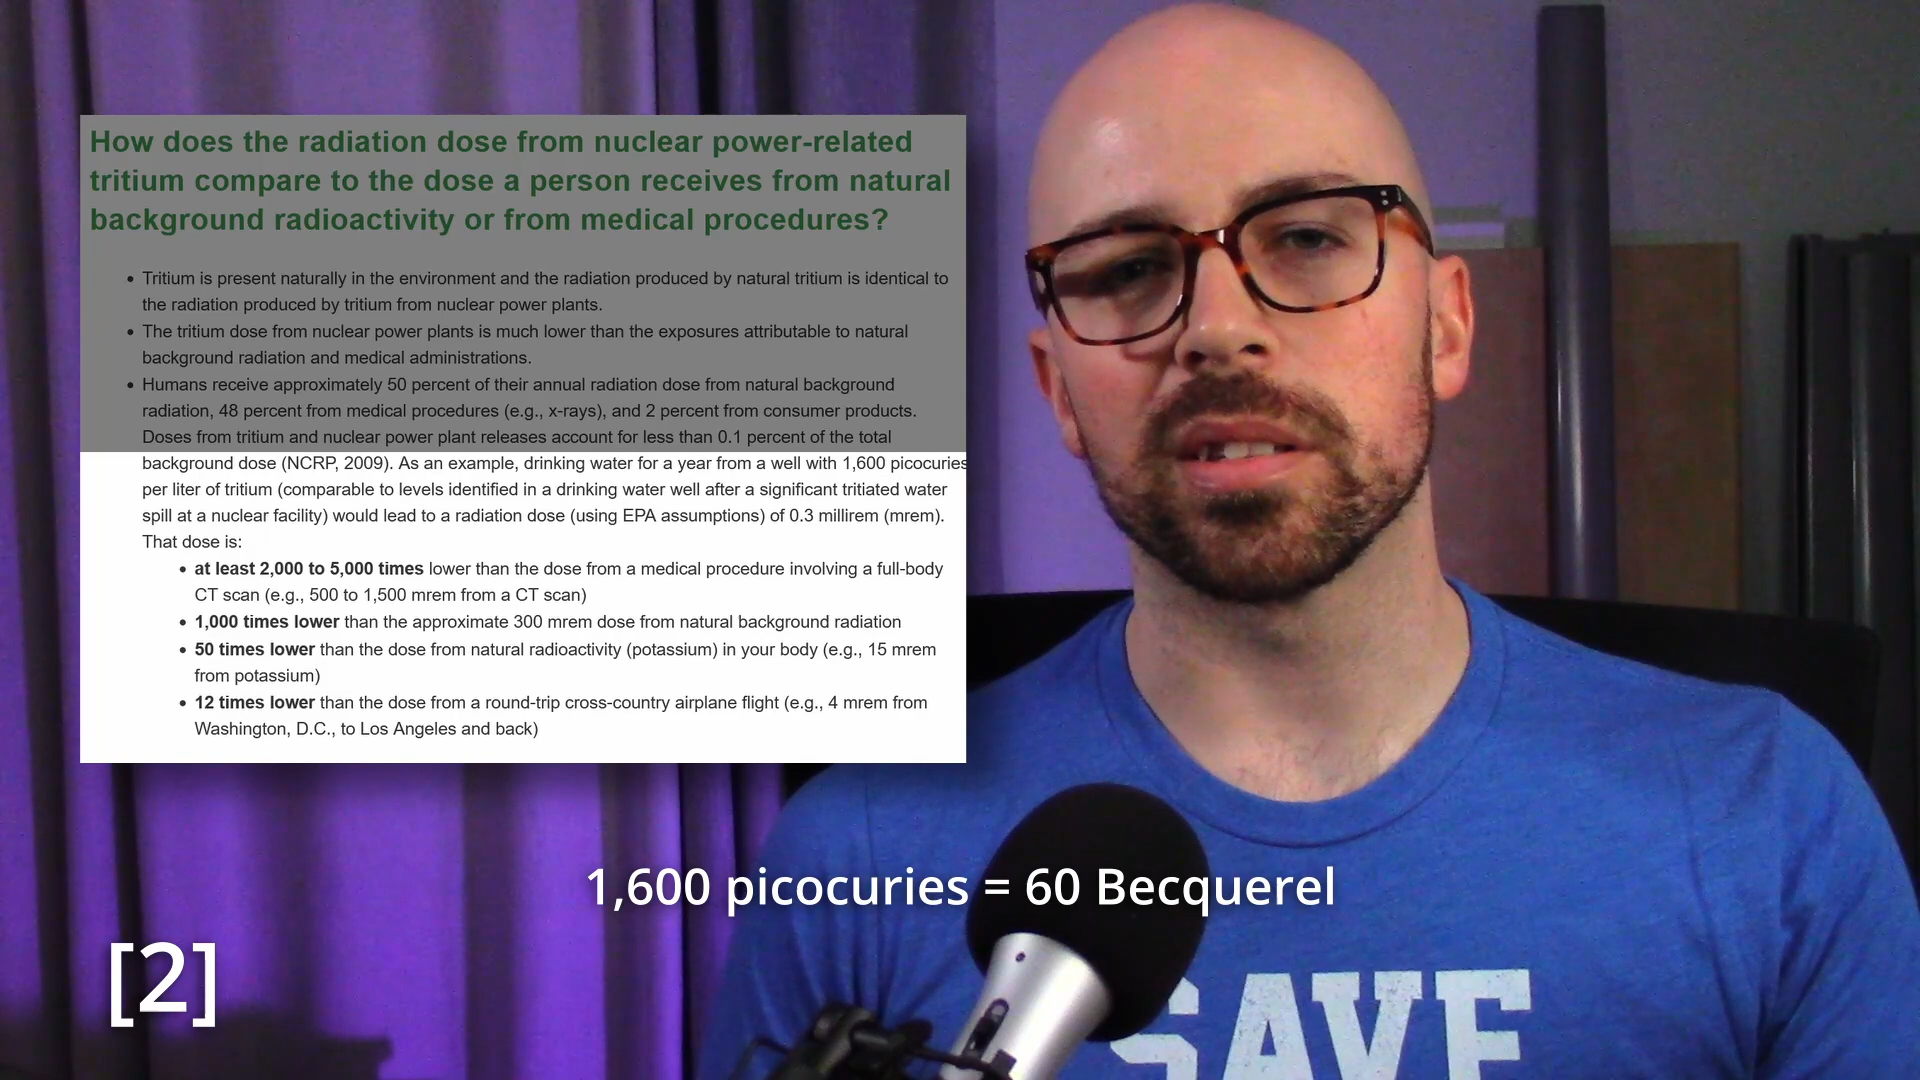 How does the radiation dose from nuclear power-related
tritium compare to the dose a person receives from natural
background radioactivity or from medical procedures?
• Tritium is present naturally in the environment and the radiation produced by natural tritium is identical to
the radiation produced by tritium from nuclear power plants.
• The tritium dose from nuclear power plants is much lower than the exposures attributable to natural
background radiation and medical administrations.
• Humans receive approximately 50 percent of their annual radiation dose from natural background
radiation, 48 percent from medical procedures (e.g., x-rays), and 2 percent from consumer products.
Doses from tritium and nuclear power plant releases account for less than 0.1 percent of the total
background dose (NCRP, 2009). As an example, drinking water for a year from a well with 1,600 picocuries
per liter of tritium (comparable to levels identified in a drinking water well after a significant tritiated water
spill at a nuclear facility) would lead to a radiation dose (using EPA assumptions) of 0.3 millirem (mrem).
That dose is:
• at least 2,000 to 5,000 times lower than the dose from a medical procedure involving a full-body
CT scan (e.g., 500 to 1,500 mrem from a CT scan)
• 1,000 times lower than the approximate 300 mrem dose from natural background radiation
• 50 times lower than the dose from natural radioactivity (potassium) in your body (e.g., 15 mrem
from potassium)
• 12 times lower than the dose from a round-trip cross-country airplane flight (e.g., 4 mrem from
Washington, D.C., to Los Angeles and back)
1,600 picocuries = 60 Becquerel
[2]
SAVE